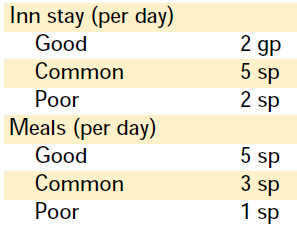 Inn stay (per day)
Good 2 gp
Common 5 sp
Poor 2 sp
Meals (per day)
Good 5 sp
Common 3 sp
Poor 1 sp